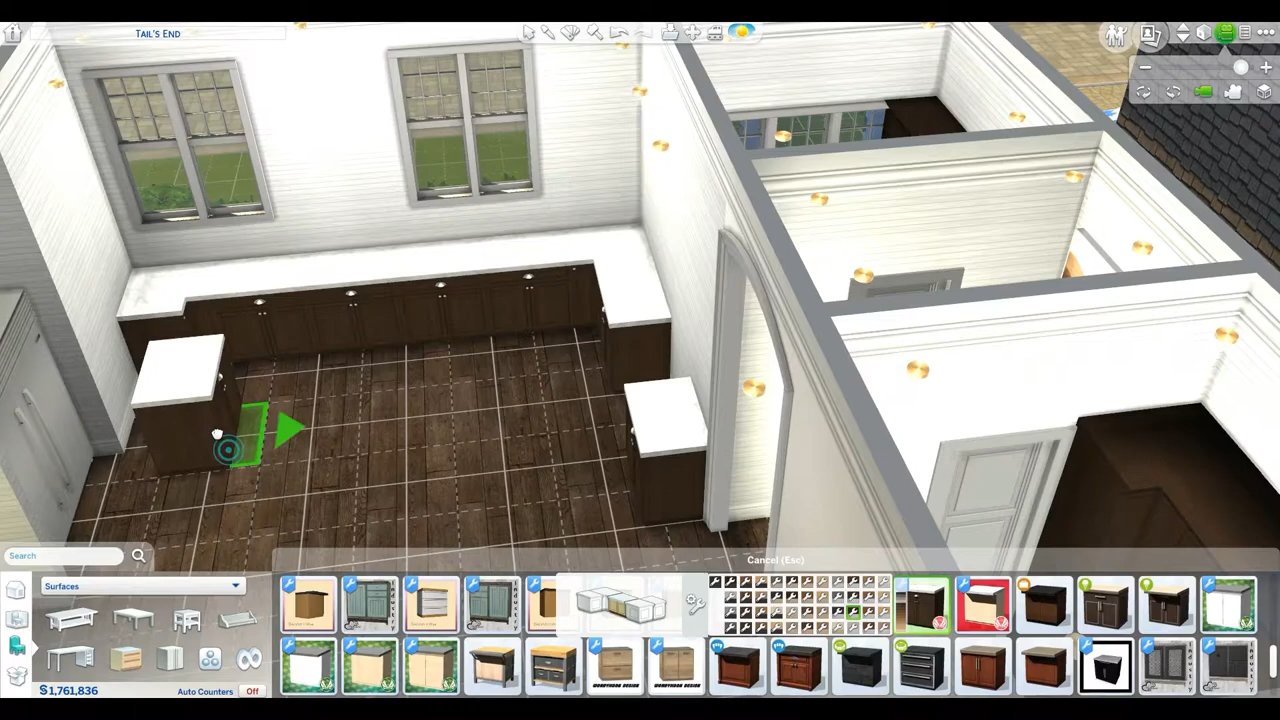 TAIL'S END
Cancel (Esc)
Search
Surfaces
$1,761,836
Auto Counters Off